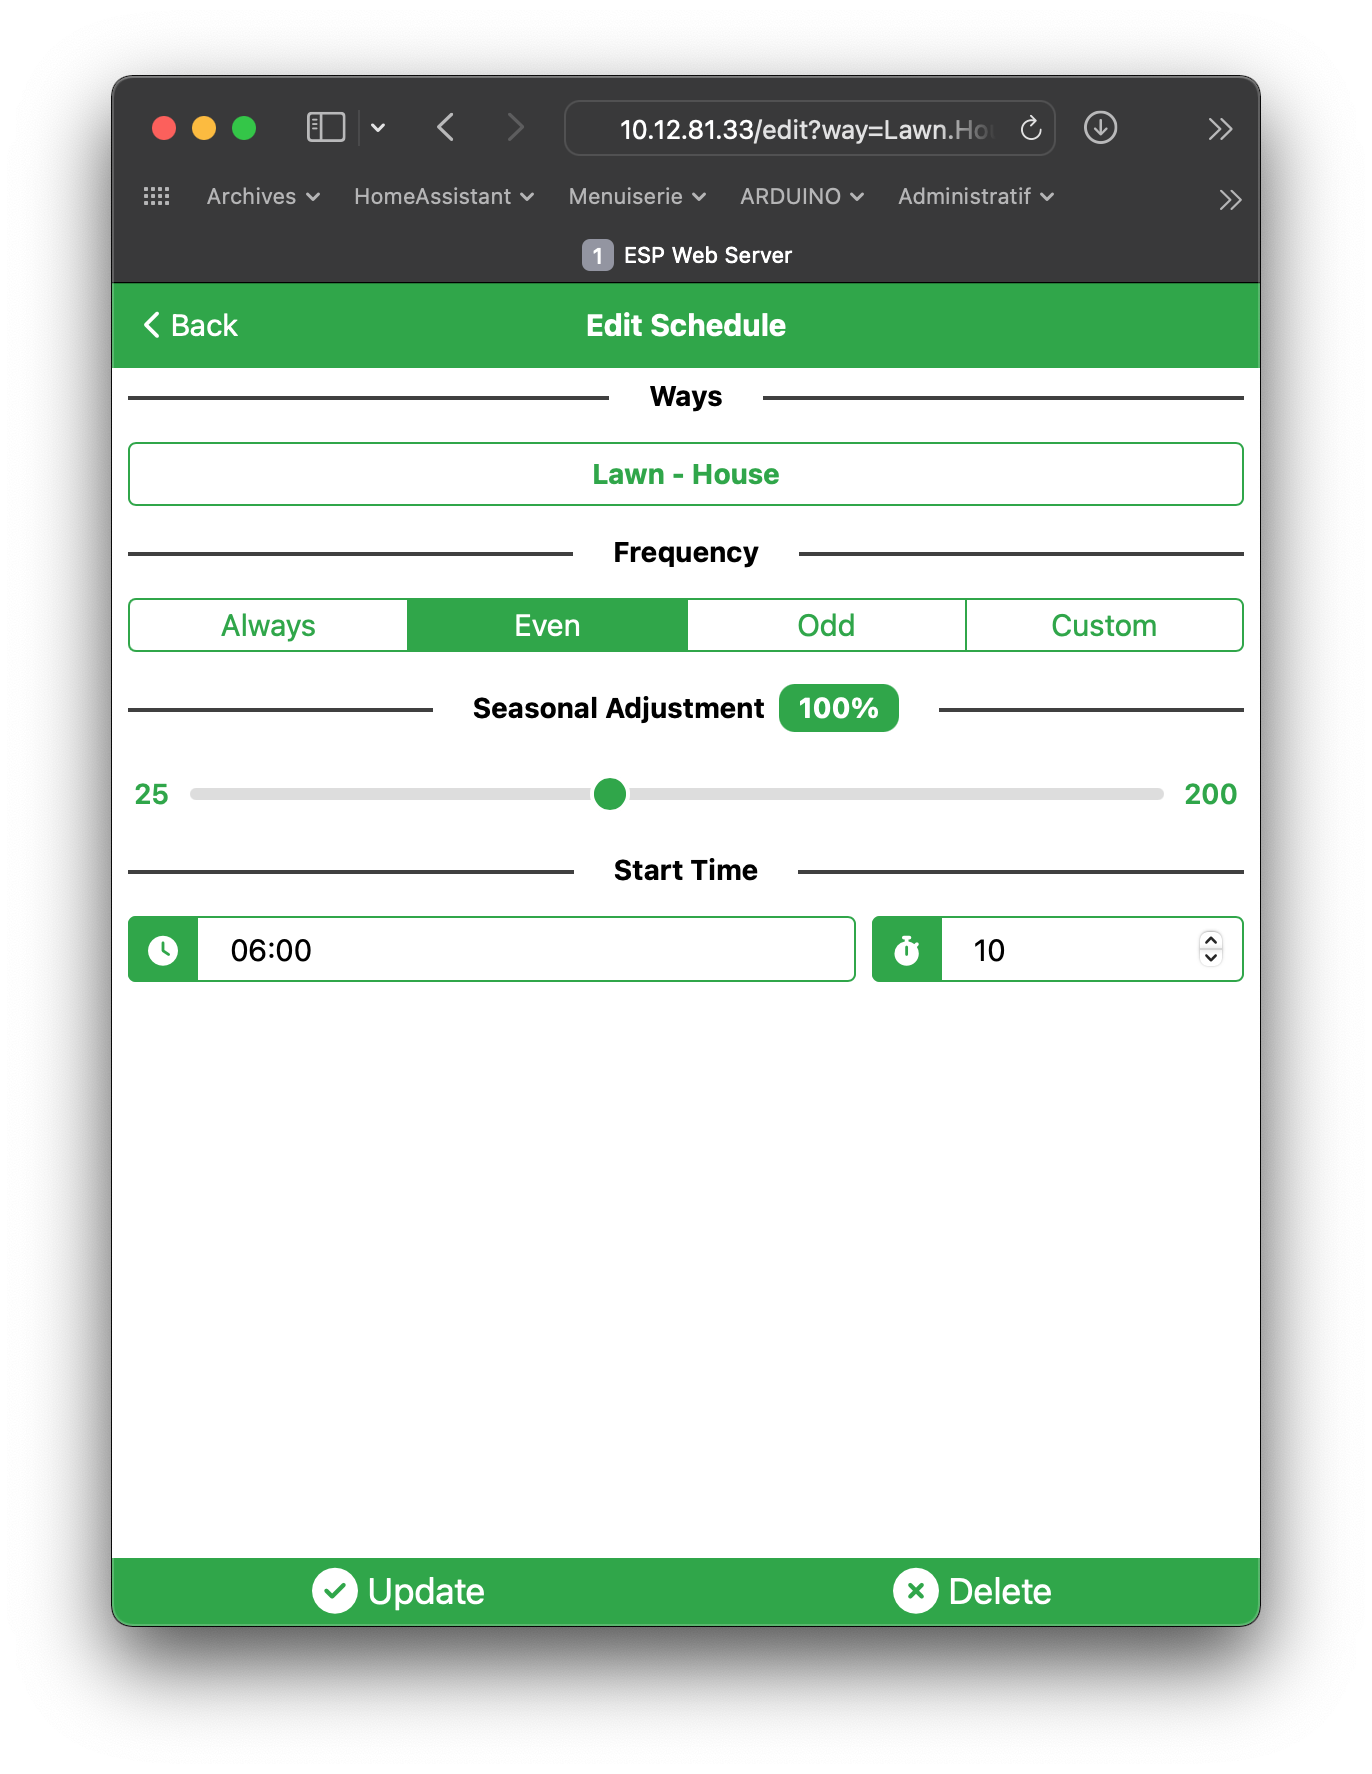 10.12.81.33/edit?way=Lawn.Ho
Archives HomeAssistant Menuiserie ARDUINO Administratif
1 ESP Web Server
Back Edit Schedule
Ways
Lawn - House
Frequency
Always Even Odd Custom
Seasonal Adjustment 100%
25 200
Start Time
06:00 10
Update Delete